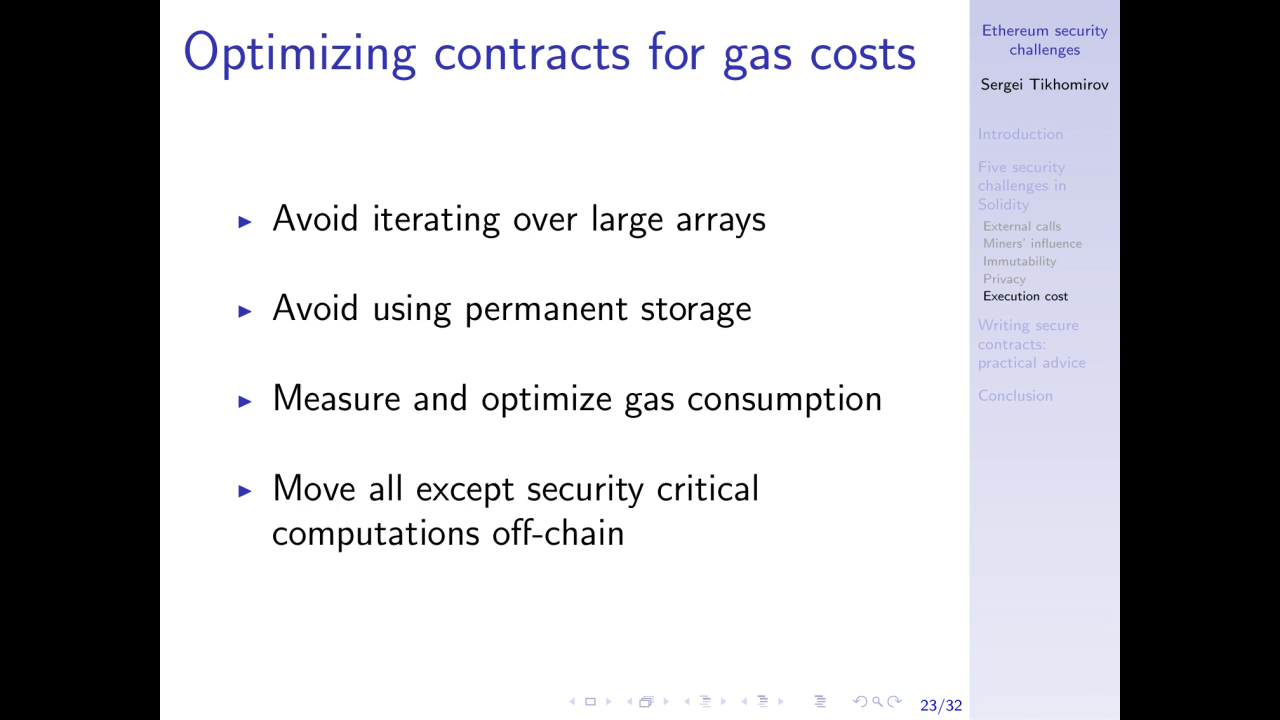 Optimizing contracts for gas costs
Avoid iterating over large arrays
Avoid using permanent storage
Measure and optimize gas consumption
Move all except security critical
computations off-chain
Ethereum security
challenges
Sergei Tikhomirov
Introduction
Five security
challenges in
Solidity
External calls
Miners' influence
Immutability
Privacy
Execution cost
Writing secure
contracts:
practical advice
Conclusion
23/32